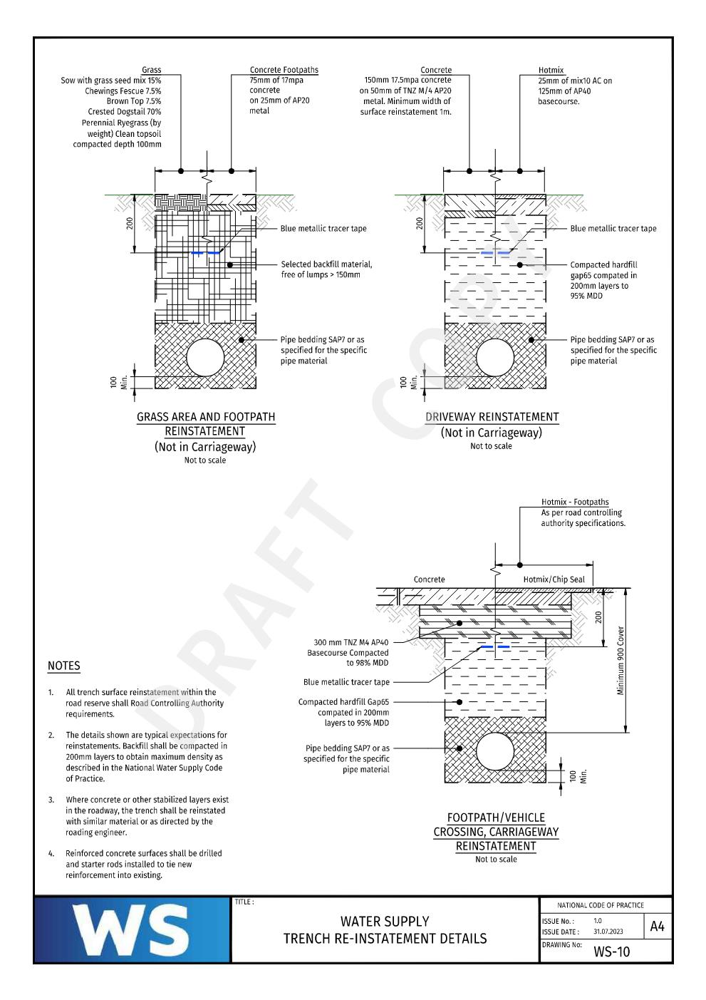 Grass
Sow with grass seed mix 15%
Chewings Fescue 7.5%
Brown Top 7.5%
Crested Dogstail 70%
Perennial Ryegrass (by
weight) Clean topsoil
compacted depth 100mm
Concrete Footpaths
75mm of 17mpa
concrete
on 25mm of AP20
metal
Concrete
150mm 17.5mpa concrete
on 50mm of TNZ M/4 AP20
metal. Minimum width of
surface reinstatement 1m.
Hotmix
25mm of mix10 AC on
125mm of AP40
basecourse.
200
Blue metallic tracer tape
Selected backfill material,
free of lumps > 150mm
Pipe bedding SAP7 or as
specified for the specific
pipe material
100
Min.
GRASS AREA AND FOOTPATH
REINSTATEMENT
(Not in Carriageway)
Not to scale
200
Blue metallic tracer tape
Compacted hardfill
gap65 compated in
200mm layers to
95% MDD
Pipe bedding SAP7 or as
specified for the specific
pipe material
100
Min.
DRIVEWAY REINSTATEMENT
(Not in Carriageway)
Not to scale
DRAFT COPY
Hotmix - Footpaths
As per road controlling
authority specifications.
Concrete
Hotmix/Chip Seal
200
Minimum 900 Cover
300 mm TNZ M4 AP40
Basecourse Compacted
to 98% MDD
Blue metallic tracer tape
Compacted hardfill Gap65
compated in 200mm
layers to 95% MDD
Pipe bedding SAP7 or as
specified for the specific
pipe material
100
Min.
FOOTPATH/VEHICLE
CROSSING, CARRIAGEWAY
REINSTATEMENT
Not to scale
NOTES
1. All trench surface reinstatement within the
road reserve shall Road Controlling Authority
requirements.
2. The details shown are typical expectations for
reinstatements. Backfill shall be compacted in
200mm layers to obtain maximum density as
described in the National Water Supply Code
of Practice.
3. Where concrete or other stabilized layers exist
in the roadway, the trench shall be reinstated
with similar material or as directed by the
roading engineer.
4. Reinforced concrete surfaces shall be drilled
and starter rods installed to tie new
reinforcement into existing.
WS
TITLE :
WATER SUPPLY
TRENCH RE-INSTATEMENT DETAILS
NATIONAL CODE OF PRACTICE
ISSUE No. : 1.0
ISSUE DATE : 31.07.2023
A4
DRAWING No: WS-10